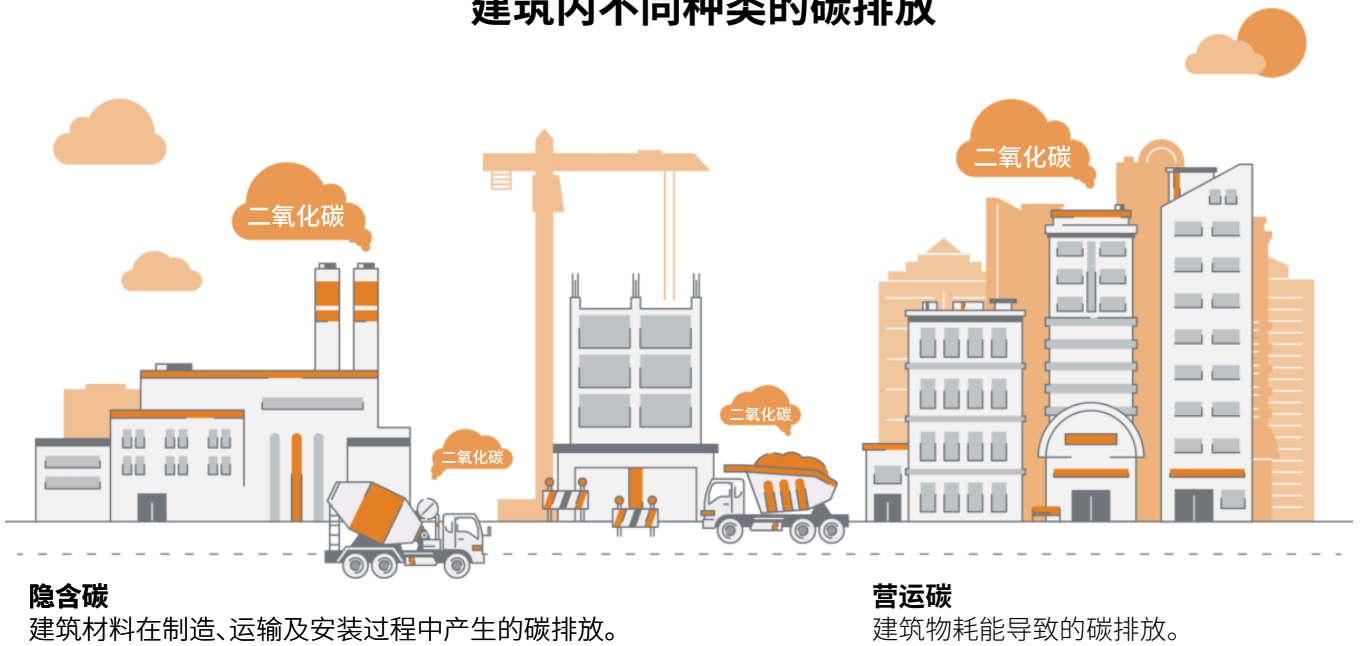 建筑内不同种类的碳排放
二氧化碳
二氧化碳
二氧化碳
二氧化碳
隐含碳
建筑材料在制造、运输及安装过程中产生的碳排放。
营运碳
建筑物耗能导致的碳排放。